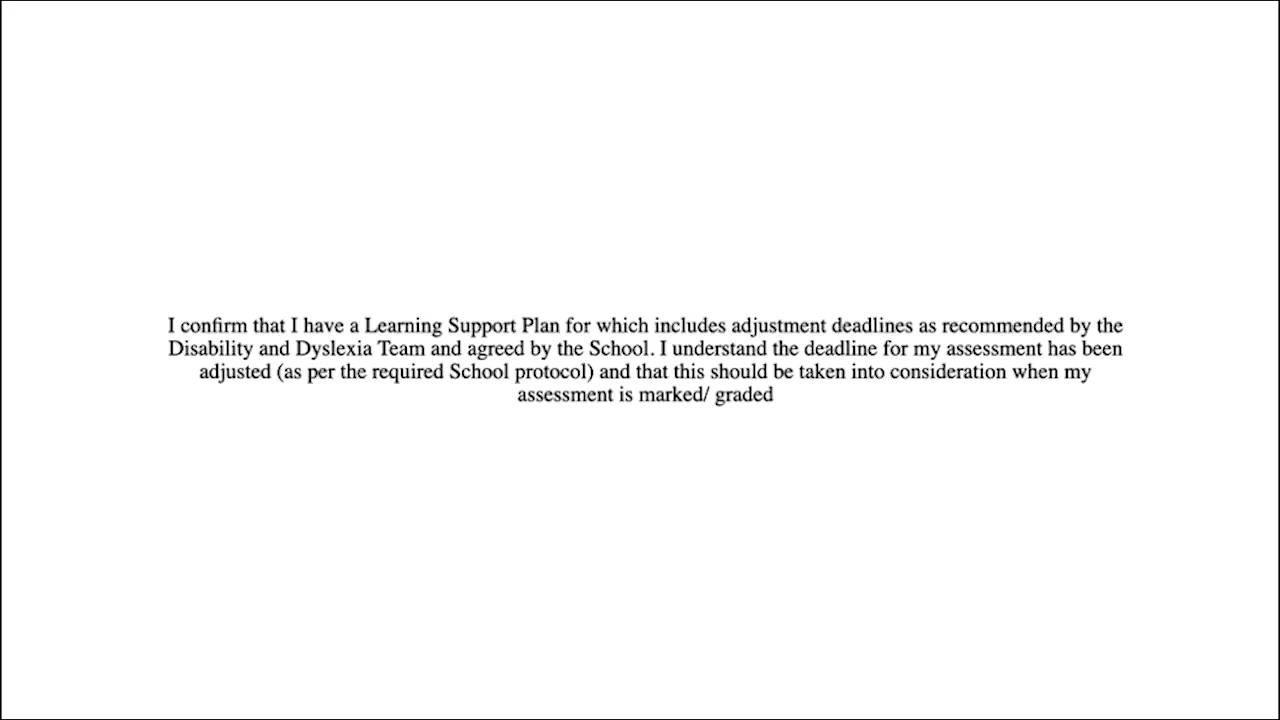 I confirm that I have a Learning Support Plan for which includes adjustment deadlines as recommended by the
Disability and Dyslexia Team and agreed by the School. I understand the deadline for my assessment has been
adjusted (as per the required School protocol) and that this should be taken into consideration when my
assessment is marked/ graded